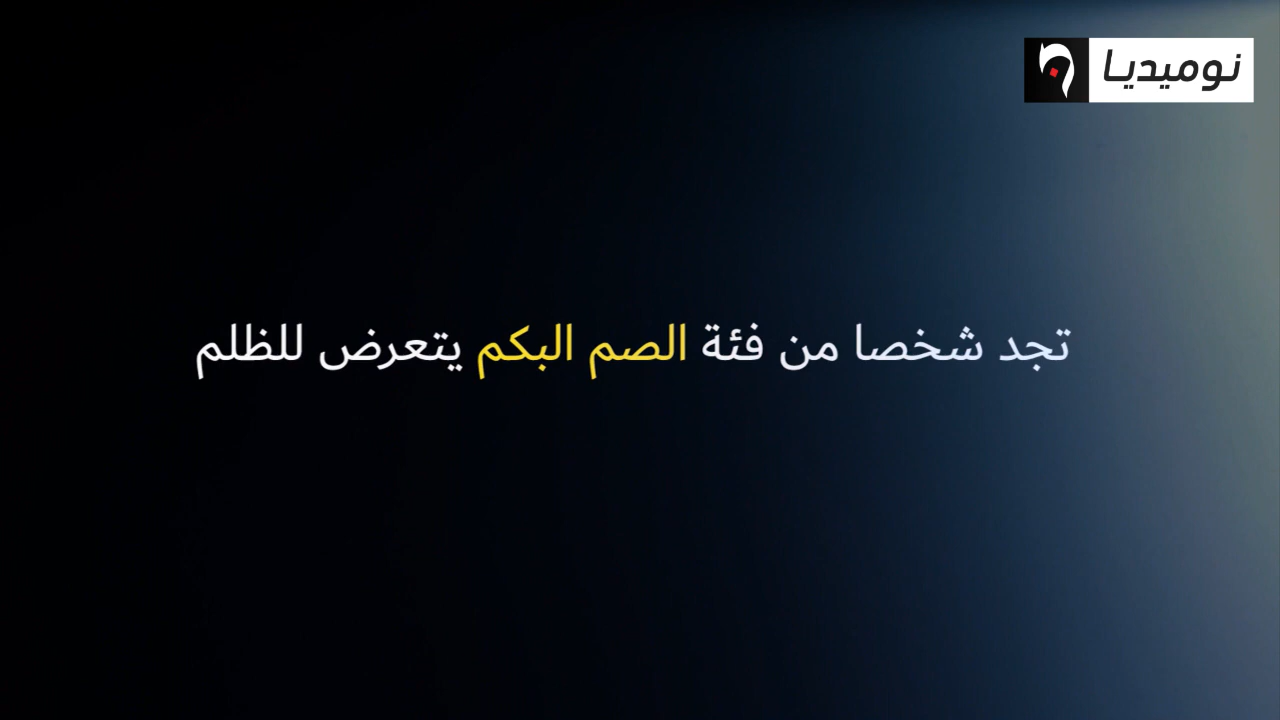 نوميديا
تجد شخصا من فئة الصم البكم يتعرض للظلم